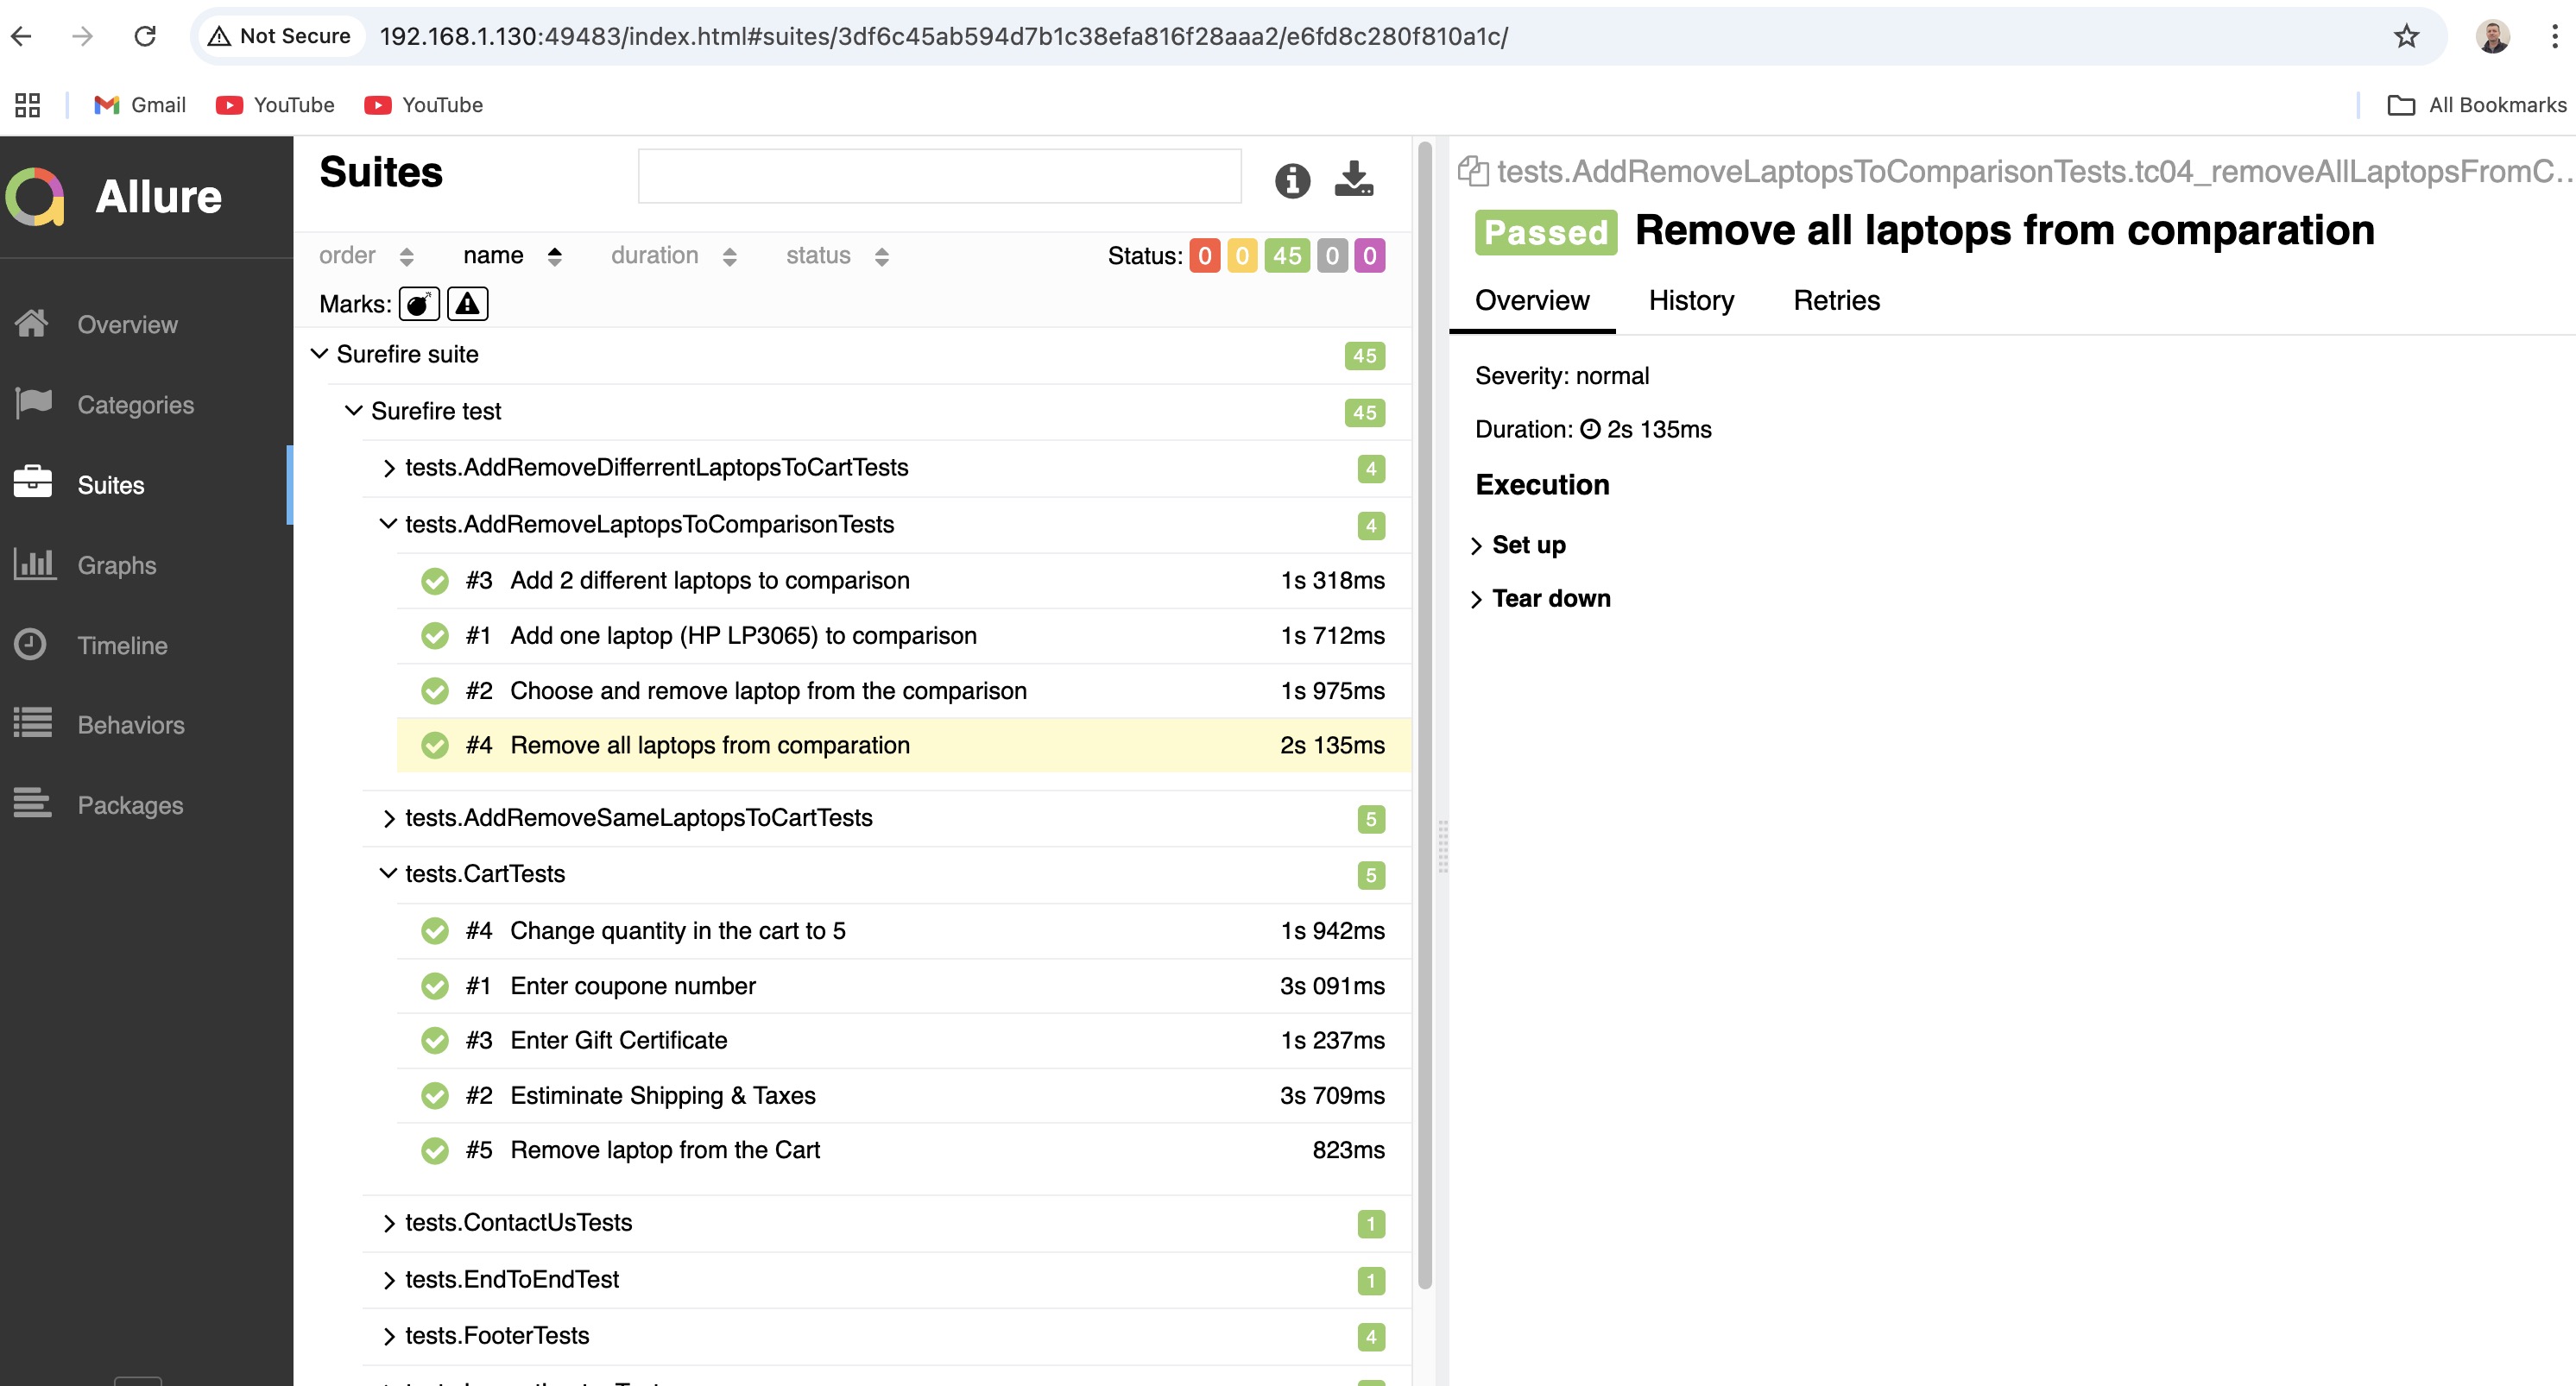 Not Secure 192.168.1.130:49483/index.html#suites/3df6c45ab594d7b1c38efa816f28aaa2/e6fd8c280f810a1c/
Gmail YouTube YouTube All Bookmarks
Allure
Overview
Categories
Suites
Graphs
Timeline
Behaviors
Packages
Suites
order name duration status Status: 0 0 45 0 0
Marks:
Surefire suite 45
Surefire test 45
tests.AddRemoveDifferrentLaptopsToCartTests 4
tests.AddRemoveLaptopsToComparisonTests 4
#3 Add 2 different laptops to comparison 1s 318ms
#1 Add one laptop (HP LP3065) to comparison 1s 712ms
#2 Choose and remove laptop from the comparison 1s 975ms
#4 Remove all laptops from comparation 2s 135ms
tests.AddRemoveSameLaptopsToCartTests 5
tests.CartTests 5
#4 Change quantity in the cart to 5 1s 942ms
#1 Enter coupone number 3s 091ms
#3 Enter Gift Certificate 1s 237ms
#2 Estiminate Shipping & Taxes 3s 709ms
#5 Remove laptop from the Cart 823ms
tests.ContactUsTests 1
tests.EndToEndTest 1
tests.FooterTests 4
tests.AddRemoveLaptopsToComparisonTests.tc04_removeAllLaptopsFromC...
Passed Remove all laptops from comparation
Overview History Retries
Severity: normal
Duration: 2s 135ms
Execution
Set up
Tear down